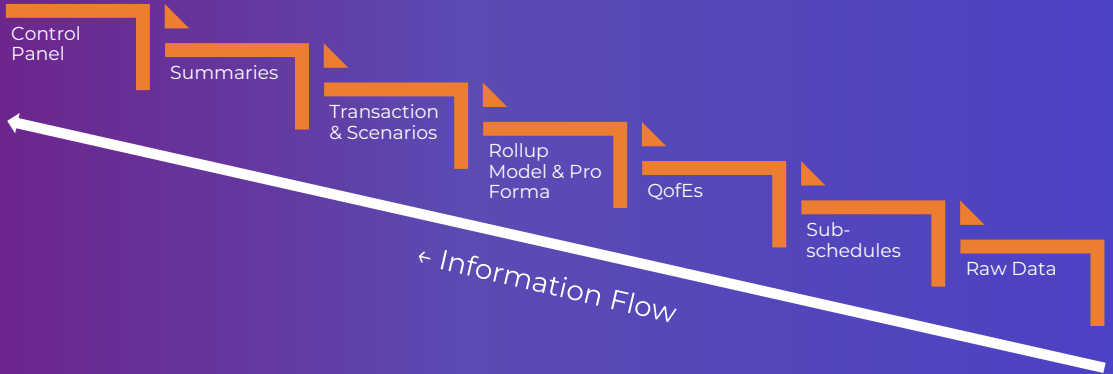 Control
Panel
Summaries
Transaction
& Scenarios
Rollup
Model & Pro
Forma
QofEs
Sub-
schedules
Raw Data
← Information Flow